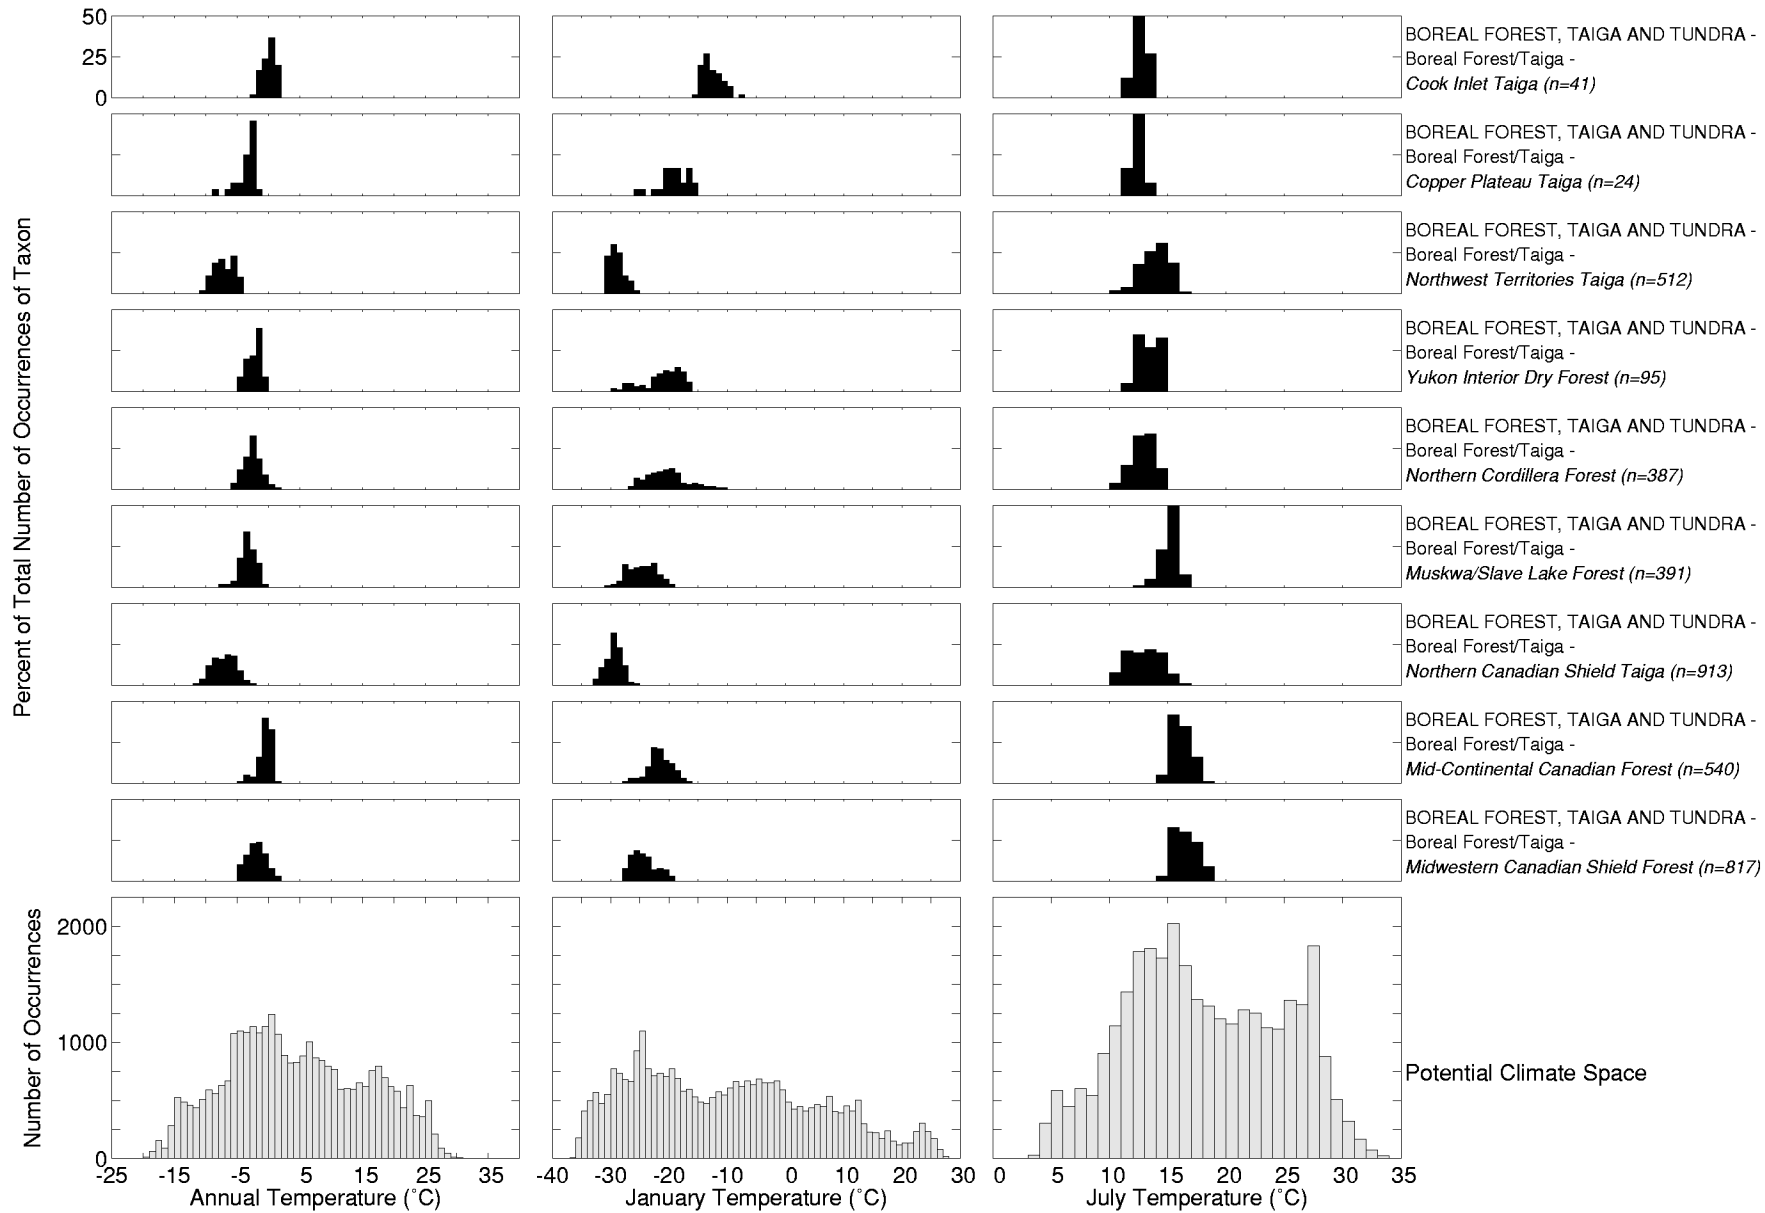 Percent of Total Number of Occurrences of Taxon
50
25
0
BOREAL FOREST, TAIGA AND TUNDRA -
Boreal Forest/Taiga -
Cook Inlet Taiga (n=41)
BOREAL FOREST, TAIGA AND TUNDRA -
Boreal Forest/Taiga -
Copper Plateau Taiga (n=24)
BOREAL FOREST, TAIGA AND TUNDRA -
Boreal Forest/Taiga -
Northwest Territories Taiga (n=512)
BOREAL FOREST, TAIGA AND TUNDRA -
Boreal Forest/Taiga -
Yukon Interior Dry Forest (n=95)
BOREAL FOREST, TAIGA AND TUNDRA -
Boreal Forest/Taiga -
Northern Cordillera Forest (n=387)
BOREAL FOREST, TAIGA AND TUNDRA -
Boreal Forest/Taiga -
Muskwa/Slave Lake Forest (n=391)
BOREAL FOREST, TAIGA AND TUNDRA -
Boreal Forest/Taiga -
Northern Canadian Shield Taiga (n=913)
BOREAL FOREST, TAIGA AND TUNDRA -
Boreal Forest/Taiga -
Mid-Continental Canadian Forest (n=540)
BOREAL FOREST, TAIGA AND TUNDRA -
Boreal Forest/Taiga -
Midwestern Canadian Shield Forest (n=817)
Number of Occurrences
2000
1000
0
Potential Climate Space
-25 -15 -5 5 15 25 35
-40 -30 -20 -10 0 10 20 30
0 5 10 15 20 25 30 35
Annual Temperature (°C)
January Temperature (°C)
July Temperature (°C)